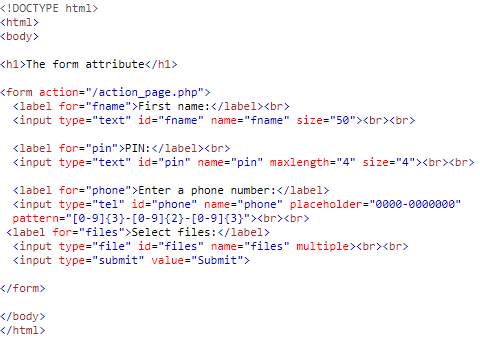 <!DOCTYPE html>
<html>
<body>
<h1>The form attribute</h1>
<form action="/action_page.php">
<label for="fname">First name:</label><br>
<input type="text" id="fname" name="fname" size="50"><br><br>
<label for="pin">PIN:</label><br>
<input type="text" id="pin" name="pin" maxlength="4" size="4"><br><br>
<label for="phone">Enter a phone number:</label>
<input type="tel" id="phone" name="phone" placeholder="0000-0000000"
pattern="[0-9]{3}-[0-9]{2}-[0-9]{3}"><br><br>
<label for="files">Select files:</label>
<input type="file" id="files" name="files" multiple><br><br>
<input type="submit" value="Submit">
</form>
</body>
</html>